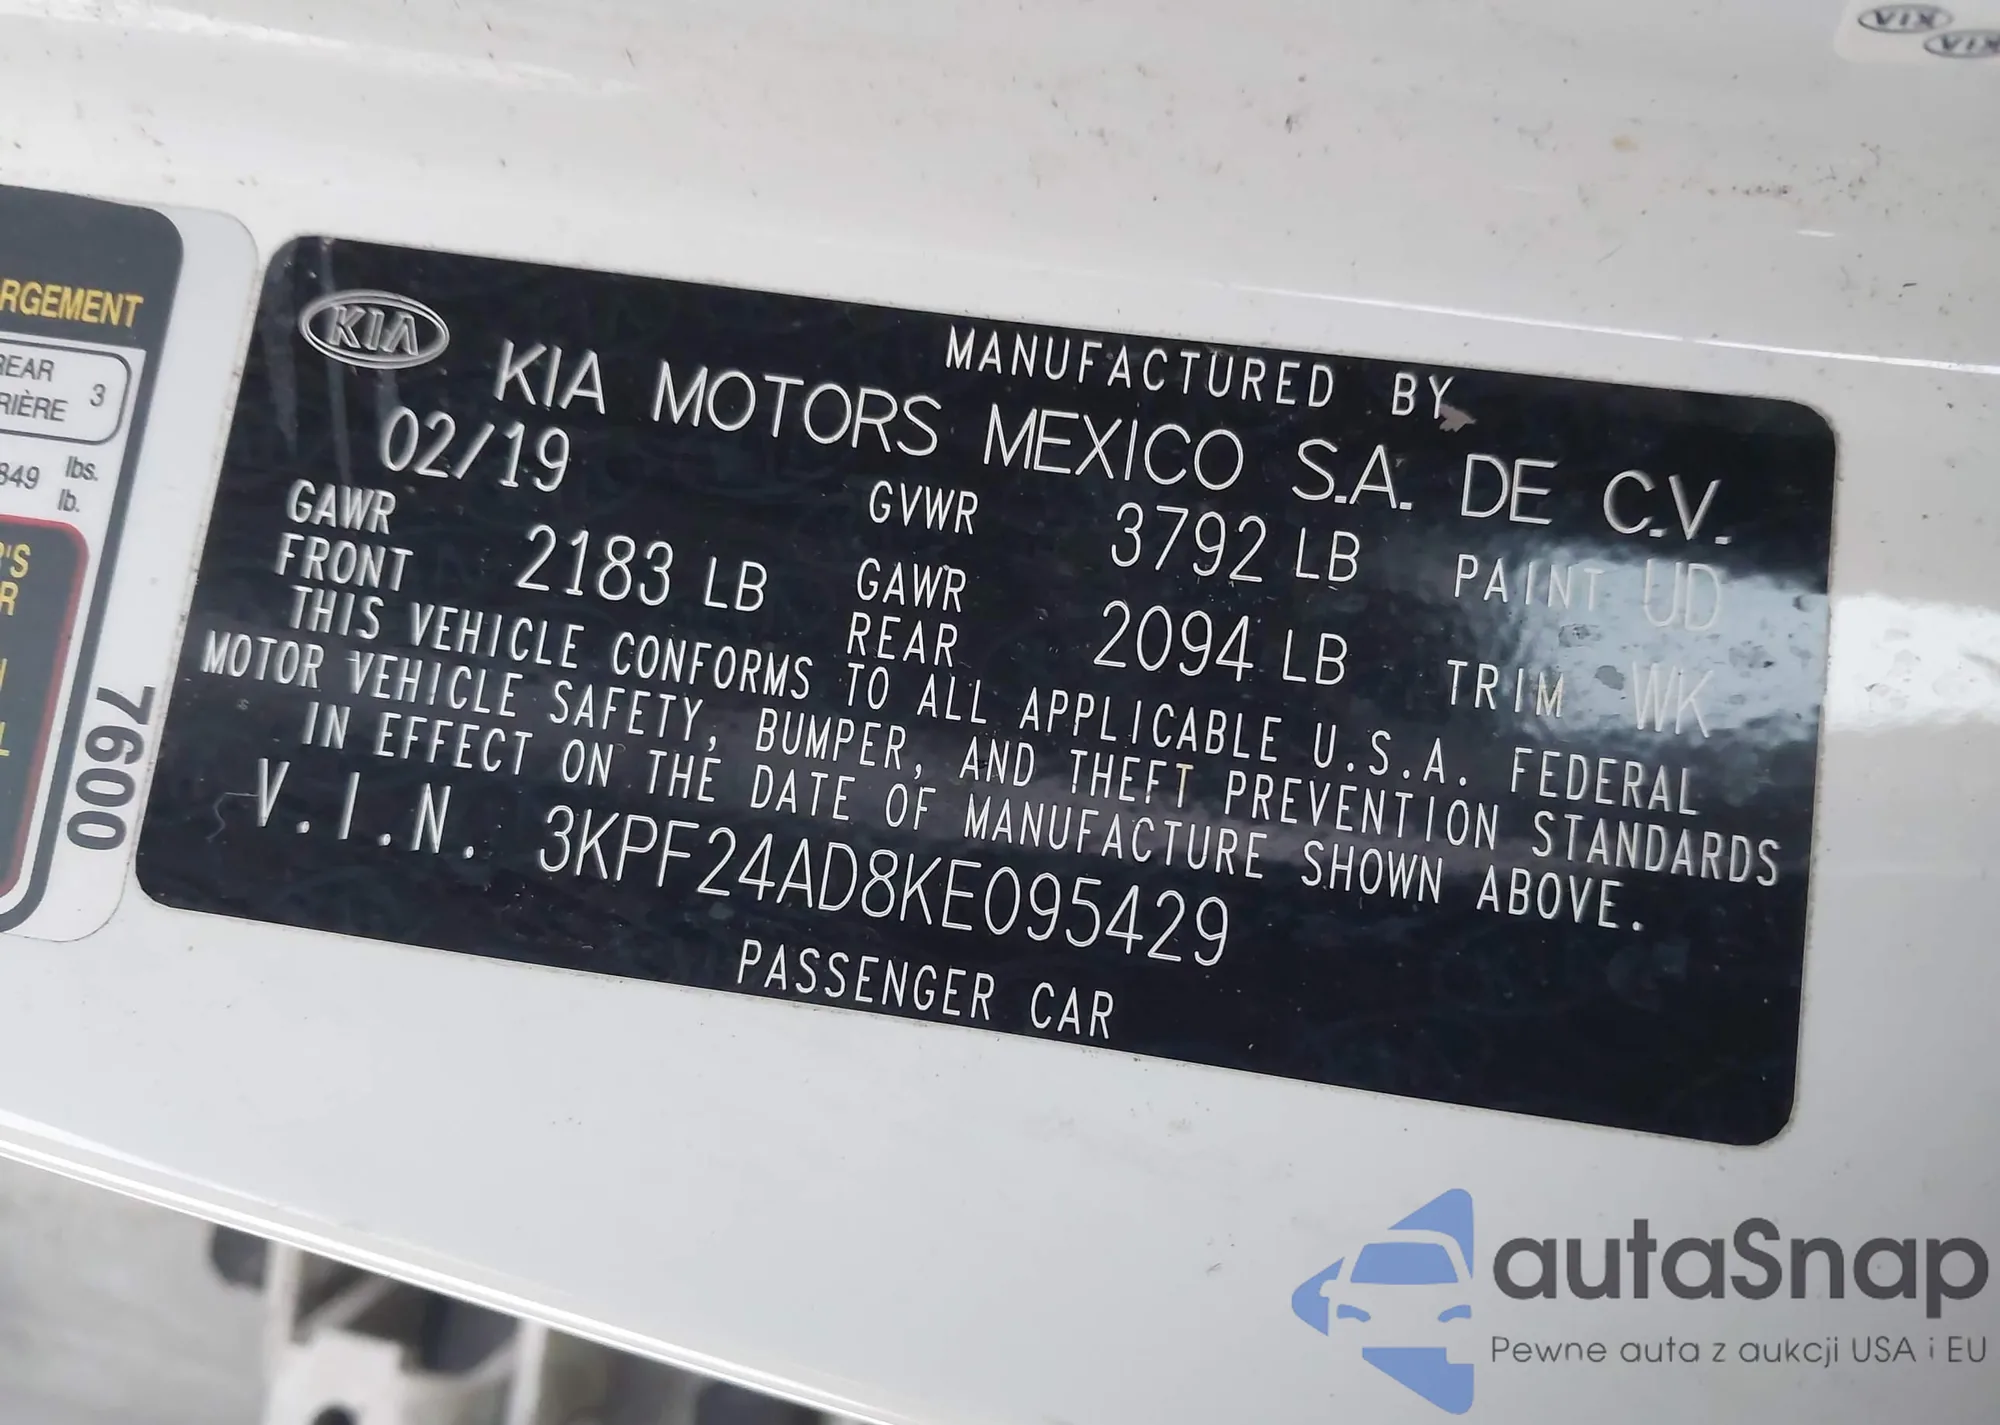 KIA
KIA
RGEMENT
REAR
RIÈRE
3
849 lbs.
lb.
'S
R
7600
KIA
MANUFACTURED BY
KIA MOTORS MEXICO S.A. DE C.V.
02/19 GVWR 3792 LB PAINT UD
GAWR FRONT 2183 LB GAWR REAR 2094 LB TRIM WK
THIS VEHICLE CONFORMS TO ALL APPLICABLE U.S.A. FEDERAL
MOTOR VEHICLE SAFETY, BUMPER, AND THEFT PREVENTION STANDARDS
IN EFFECT ON THE DATE OF MANUFACTURE SHOWN ABOVE.
V.I.N. 3KPF24AD8KE095429
PASSENGER CAR
autaSnap
Pewne auta z aukcji USA i EU